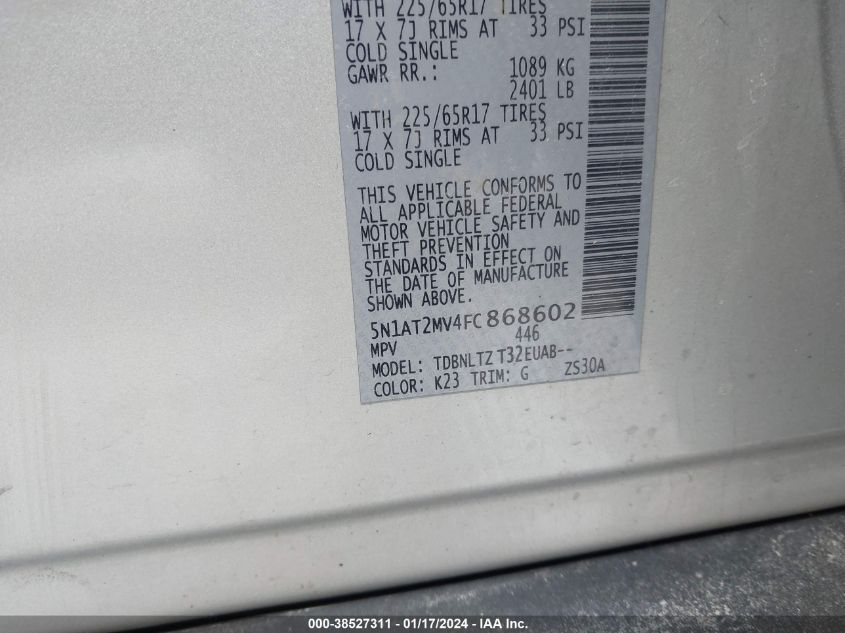 WITH 225/65R17 TIRES
17 X 7J RIMS AT 33 PSI
COLD SINGLE
GAWR RR.: 1089 KG
2401 LB
WITH 225/65R17 TIRES
17 X 7J RIMS AT 33 PSI
COLD SINGLE
THIS VEHICLE CONFORMS TO
ALL APPLICABLE FEDERAL
MOTOR VEHICLE SAFETY AND
THEFT PREVENTION
STANDARDS IN EFFECT ON
THE DATE OF MANUFACTURE
SHOWN ABOVE.
5N1AT2MV4FC868602
MPV 446
MODEL: TDBNLTZ T32EUAB--
COLOR: K23 TRIM: G ZS30A
000-38527311 - 01/17/2024 - IAA Inc.